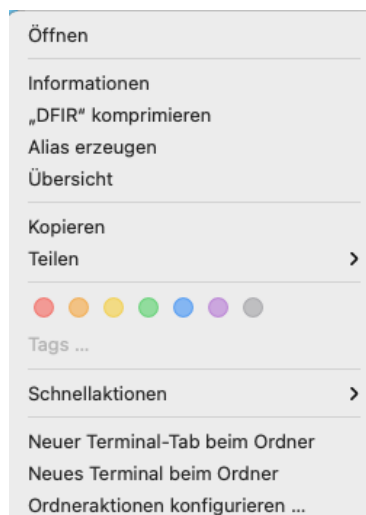 Öffnen
Informationen
„DFIR“ komprimieren
Alias erzeugen
Übersicht
Kopieren
Teilen
Tags ...
Schnellaktionen
Neuer Terminal-Tab beim Ordner
Neues Terminal beim Ordner
Ordneraktionen konfigurieren ...